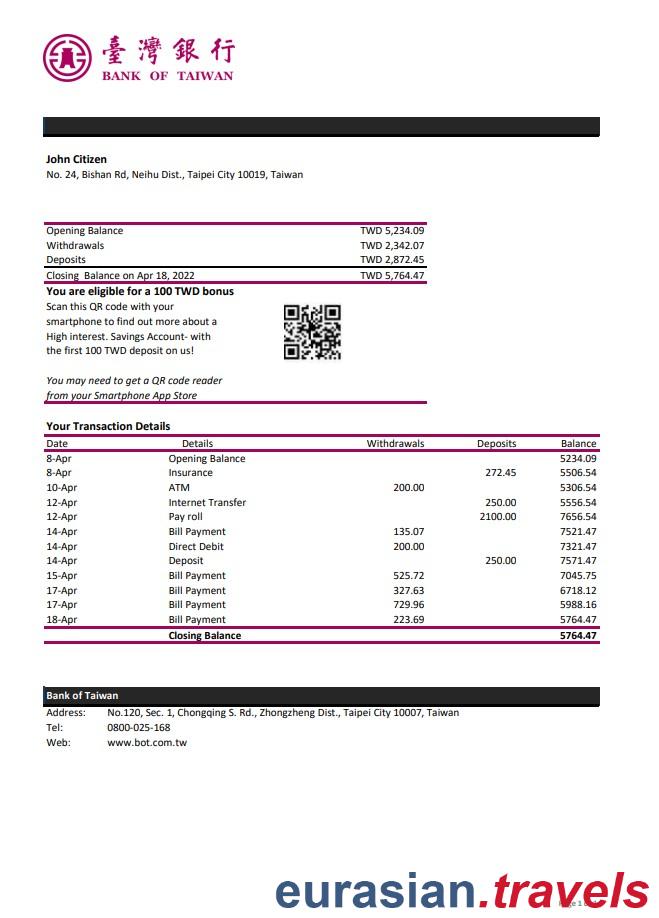 臺灣銀行
BANK OF TAIWAN
John Citizen
No. 24, Bishan Rd, Neihu Dist., Taipei City 10019, Taiwan
Opening Balance TWD 5,234.09
Withdrawals TWD 2,342.07
Deposits TWD 2,872.45
Closing Balance on Apr 18, 2022 TWD 5,764.47
You are eligible for a 100 TWD bonus
Scan this QR code with your
smartphone to find out more about a
High interest. Savings Account- with
the first 100 TWD deposit on us!
You may need to get a QR code reader
from your Smartphone App Store
Your Transaction Details
Date Details Withdrawals Deposits Balance
8-Apr Opening Balance 5234.09
8-Apr Insurance 272.45 5506.54
10-Apr ATM 200.00 5306.54
12-Apr Internet Transfer 250.00 5556.54
12-Apr Pay roll 2100.00 7656.54
14-Apr Bill Payment 135.07 7521.47
14-Apr Direct Debit 200.00 7321.47
14-Apr Deposit 250.00 7571.47
15-Apr Bill Payment 525.72 7045.75
17-Apr Bill Payment 327.63 6718.12
17-Apr Bill Payment 729.96 5988.16
18-Apr Bill Payment 223.69 5764.47
Closing Balance 5764.47
Bank of Taiwan
Address: No.120, Sec. 1, Chongqing S. Rd., Zhongzheng Dist., Taipei City 10007, Taiwan
Tel: 0800-025-168
Web: www.bot.com.tw
eurasian.travels